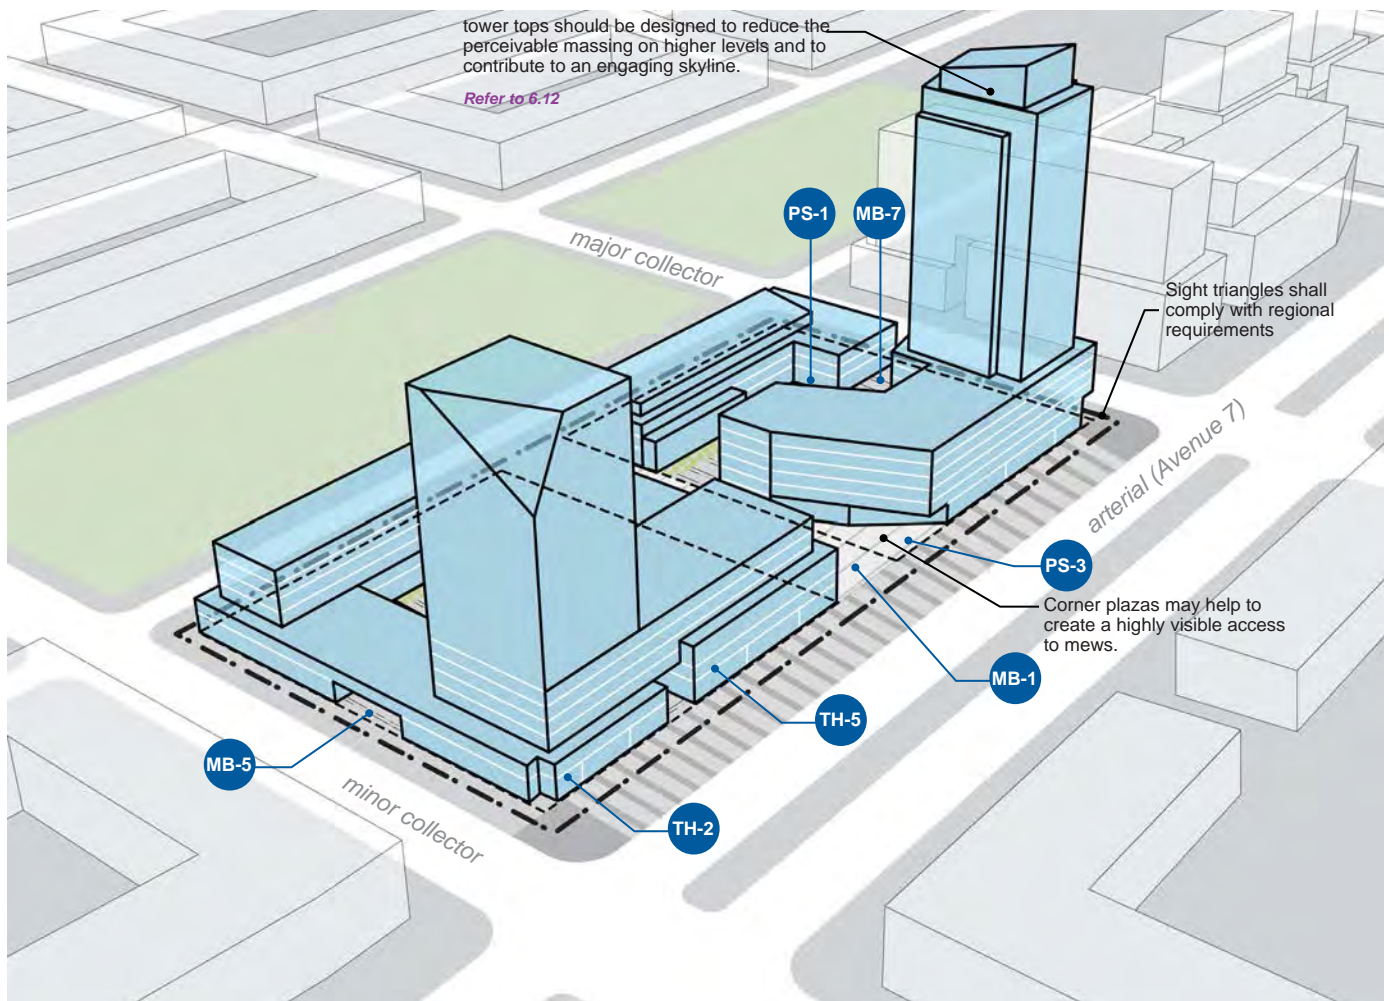 tower tops should be designed to reduce the
perceivable massing on higher levels and to
contribute to an engaging skyline.
Refer to 6.12
PS-1
MB-7
major collector
Sight triangles shall
comply with regional
requirements
arterial (Avenue 7)
PS-3
Corner plazas may help to
create a highly visible access
to mews.
MB-1
TH-5
MB-5
minor collector
TH-2